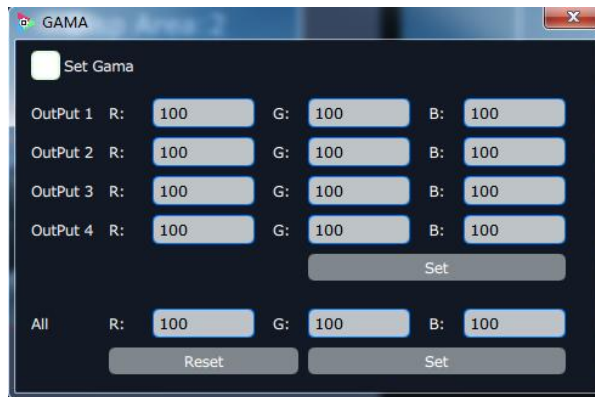 GAMA
Set Gama
OutPut 1 R: 100 G: 100 B: 100
OutPut 2 R: 100 G: 100 B: 100
OutPut 3 R: 100 G: 100 B: 100
OutPut 4 R: 100 G: 100 B: 100
Set
All R: 100 G: 100 B: 100
Reset Set